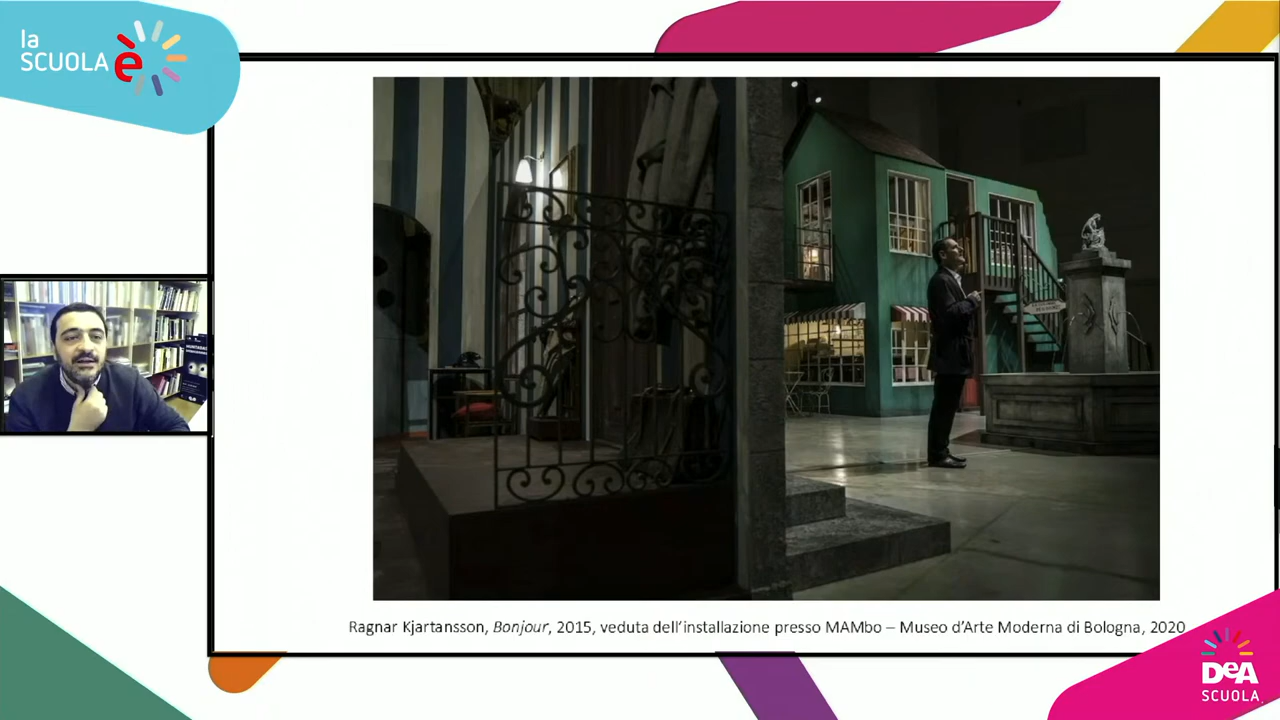 la
SCUOLA è
Ragnar Kjartansson, Bonjour, 2015, veduta dell'installazione presso MAMbo – Museo d'Arte Moderna di Bologna, 2020
DeA
SCUOLA.